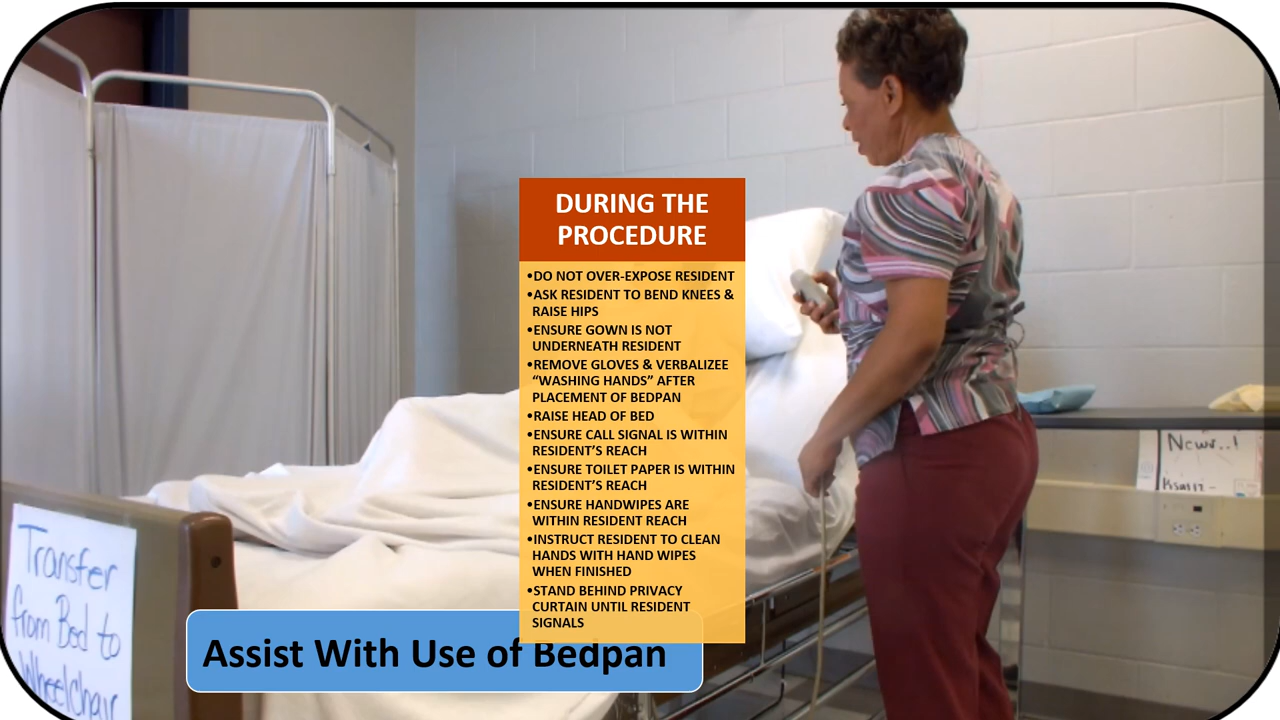 DURING THE
PROCEDURE
•DO NOT OVER-EXPOSE RESIDENT
•ASK RESIDENT TO BEND KNEES &
RAISE HIPS
•ENSURE GOWN IS NOT
UNDERNEATH RESIDENT
•REMOVE GLOVES & VERBALIZEE
“WASHING HANDS” AFTER
PLACEMENT OF BEDPAN
•RAISE HEAD OF BED
•ENSURE CALL SIGNAL IS WITHIN
RESIDENT’S REACH
•ENSURE TOILET PAPER IS WITHIN
RESIDENT’S REACH
•ENSURE HANDWIPES ARE
WITHIN RESIDENT REACH
•INSTRUCT RESIDENT TO CLEAN
HANDS WITH HAND WIPES
WHEN FINISHED
•STAND BEHIND PRIVACY
CURTAIN UNTIL RESIDENT
SIGNALS
Assist With Use of Bedpan
Transfer
from Bed to
Wheelchair